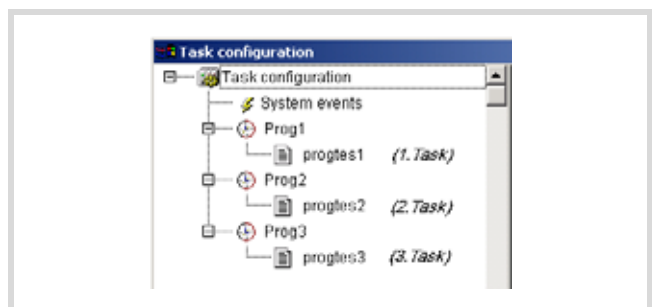 Task configuration
Task configuration
System events
Prog1
progtes1 (1.Task)
Prog2
progtes2 (2.Task)
Prog3
progtes3 (3.Task)